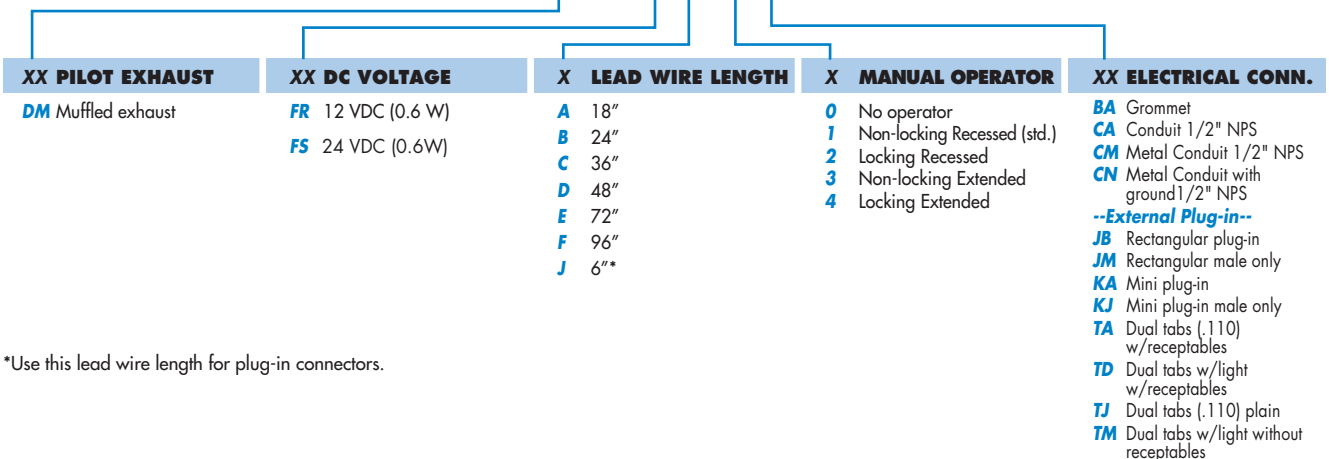 XX PILOT EXHAUST
DM Muffled exhaust
XX DC VOLTAGE
FR 12 VDC (0.6 W)
FS 24 VDC (0.6W)
X LEAD WIRE LENGTH
A 18"
B 24"
C 36"
D 48"
E 72"
F 96"
J 6"*
X MANUAL OPERATOR
0 No operator
1 Non-locking Recessed (std.)
2 Locking Recessed
3 Non-locking Extended
4 Locking Extended
XX ELECTRICAL CONN.
BA Grommet
CA Conduit 1/2" NPS
CM Metal Conduit 1/2" NPS
CN Metal Conduit with
ground1/2" NPS
--External Plug-in--
JB Rectangular plug-in
JM Rectangular male only
KA Mini plug-in
KJ Mini plug-in male only
TA Dual tabs (.110)
w/receptables
TD Dual tabs w/light
w/receptables
TJ Dual tabs (.110) plain
TM Dual tabs w/light without
receptables
*Use this lead wire length for plug-in connectors.